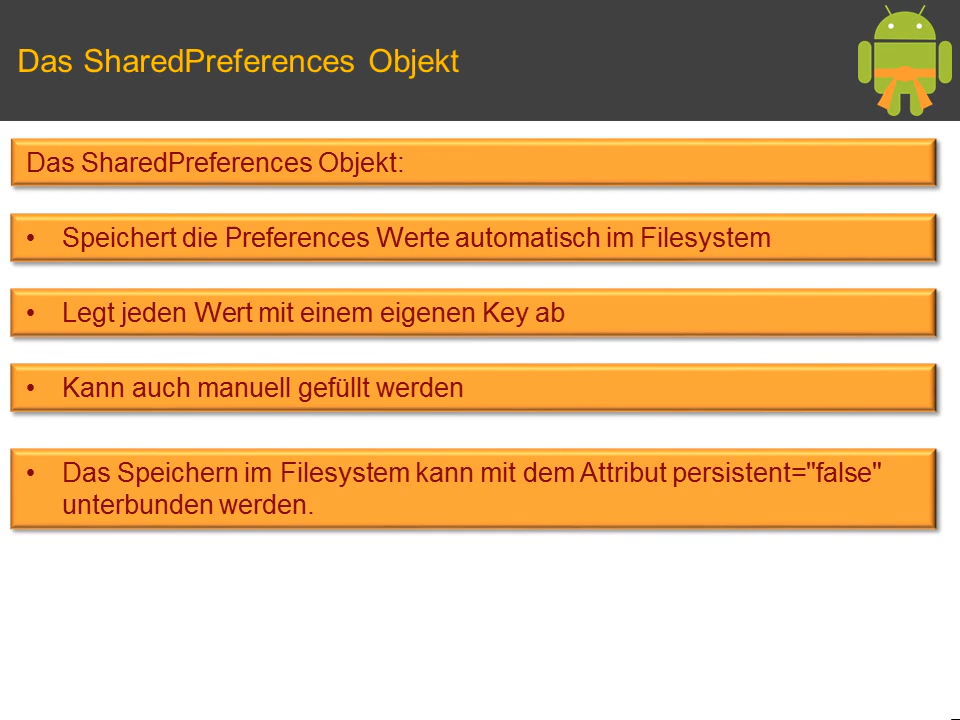 Das SharedPreferences Objekt
Das SharedPreferences Objekt:
• Speichert die Preferences Werte automatisch im Filesystem
• Legt jeden Wert mit einem eigenen Key ab
• Kann auch manuell gefüllt werden
• Das Speichern im Filesystem kann mit dem Attribut persistent="false"
unterbunden werden.